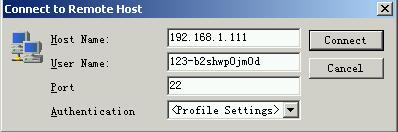 Connect to Remote Host
Host Name: 192.168.1.111 Connect
User Name: 123-b2shwp0jm0d Cancel
Port 22
Authentication <Profile Settings>